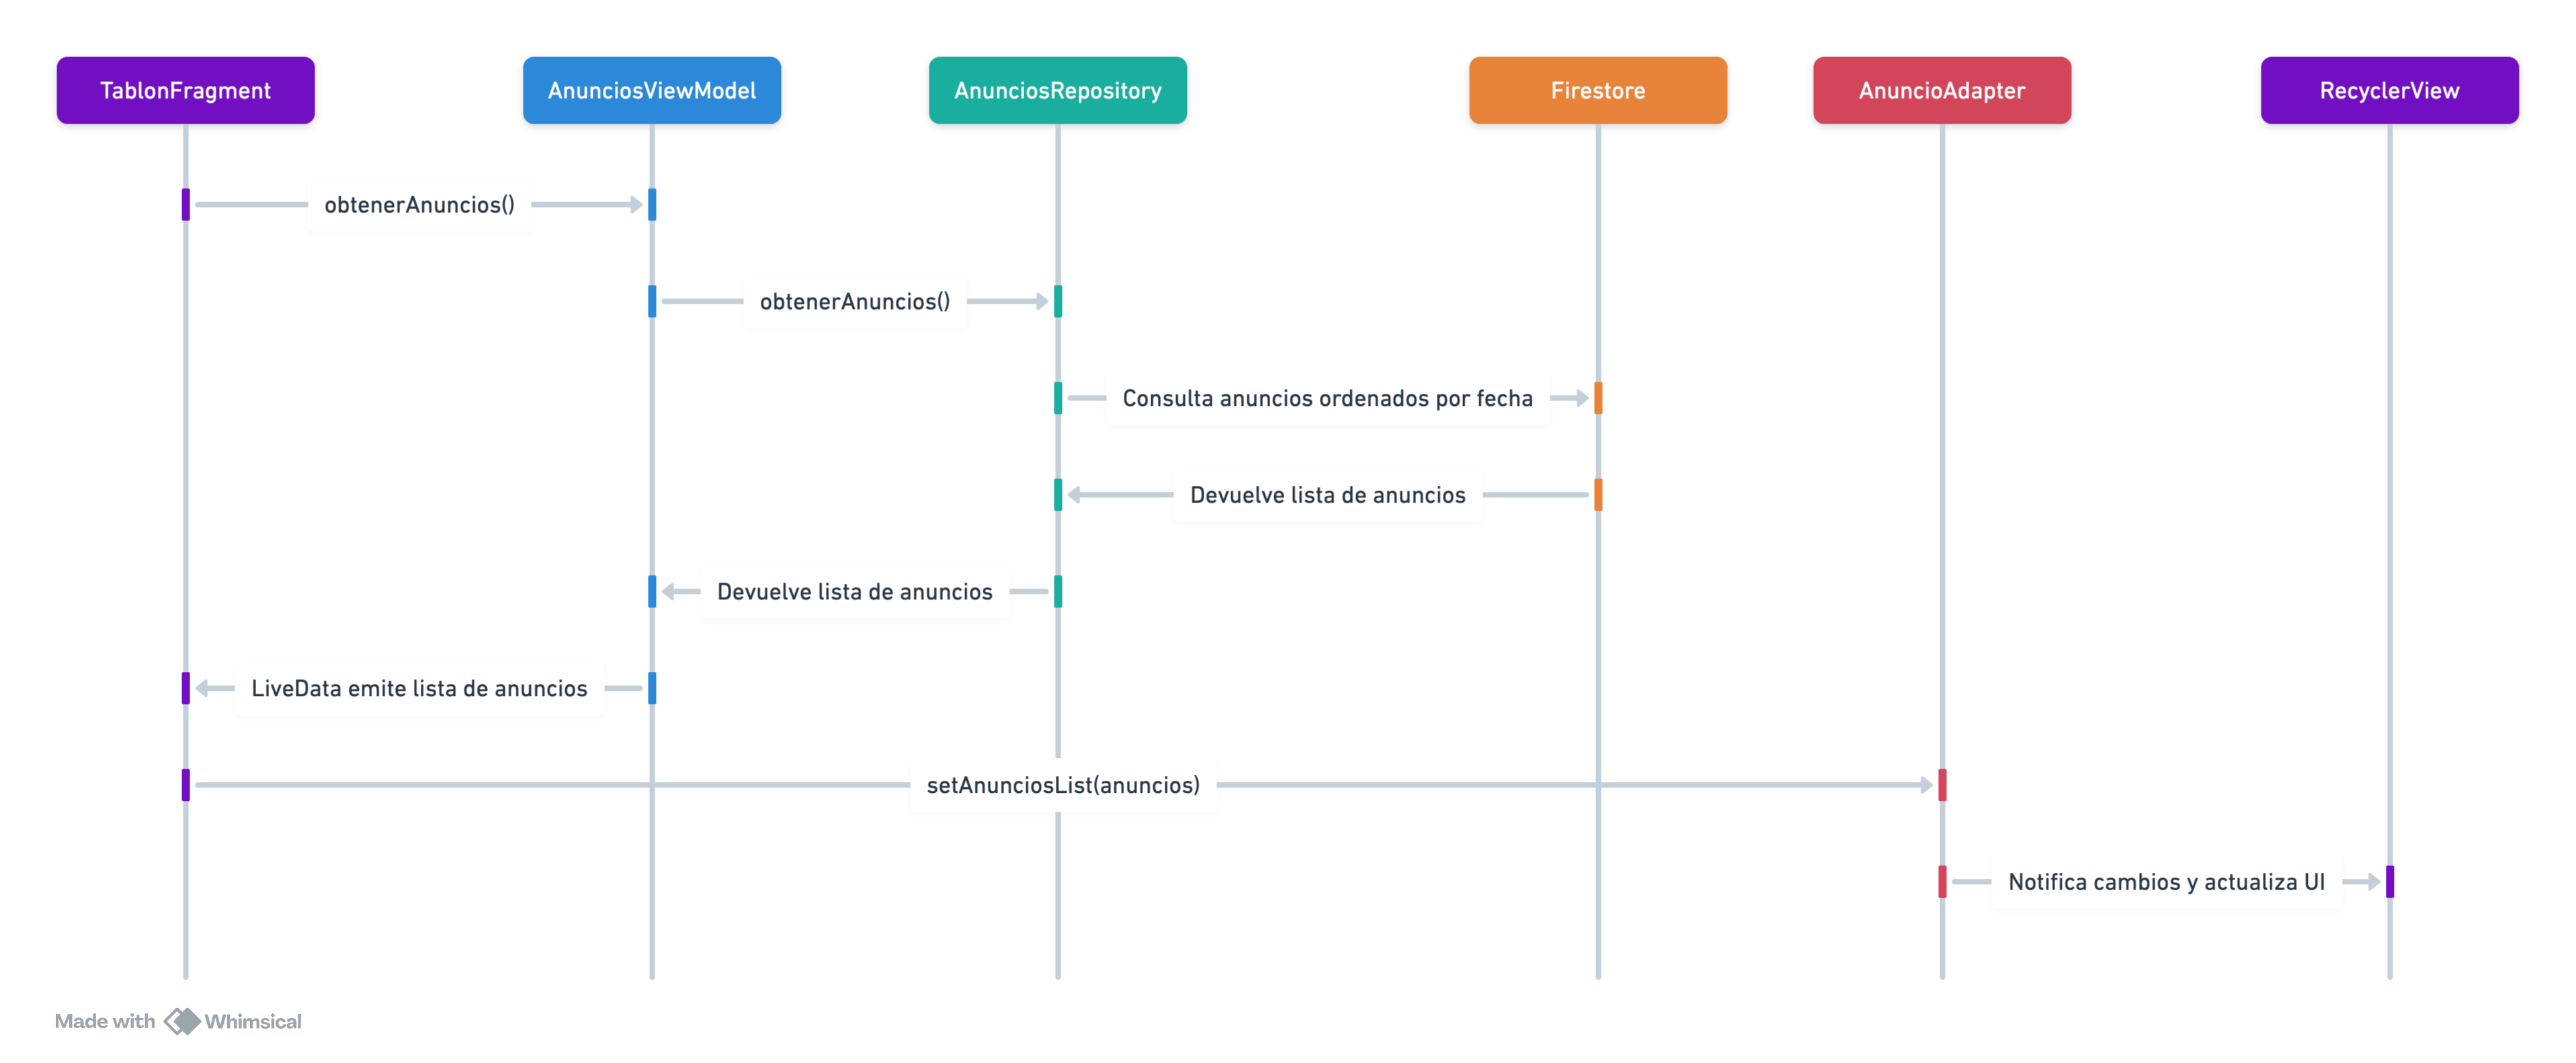 TablonFragment
AnunciosViewModel
AnunciosRepository
Firestore
AnuncioAdapter
RecyclerView
obtenerAnuncios()
obtenerAnuncios()
Consulta anuncios ordenados por fecha
Devuelve lista de anuncios
Devuelve lista de anuncios
LiveData emite lista de anuncios
setAnunciosList(anuncios)
Notifica cambios y actualiza UI
Made with Whimsical